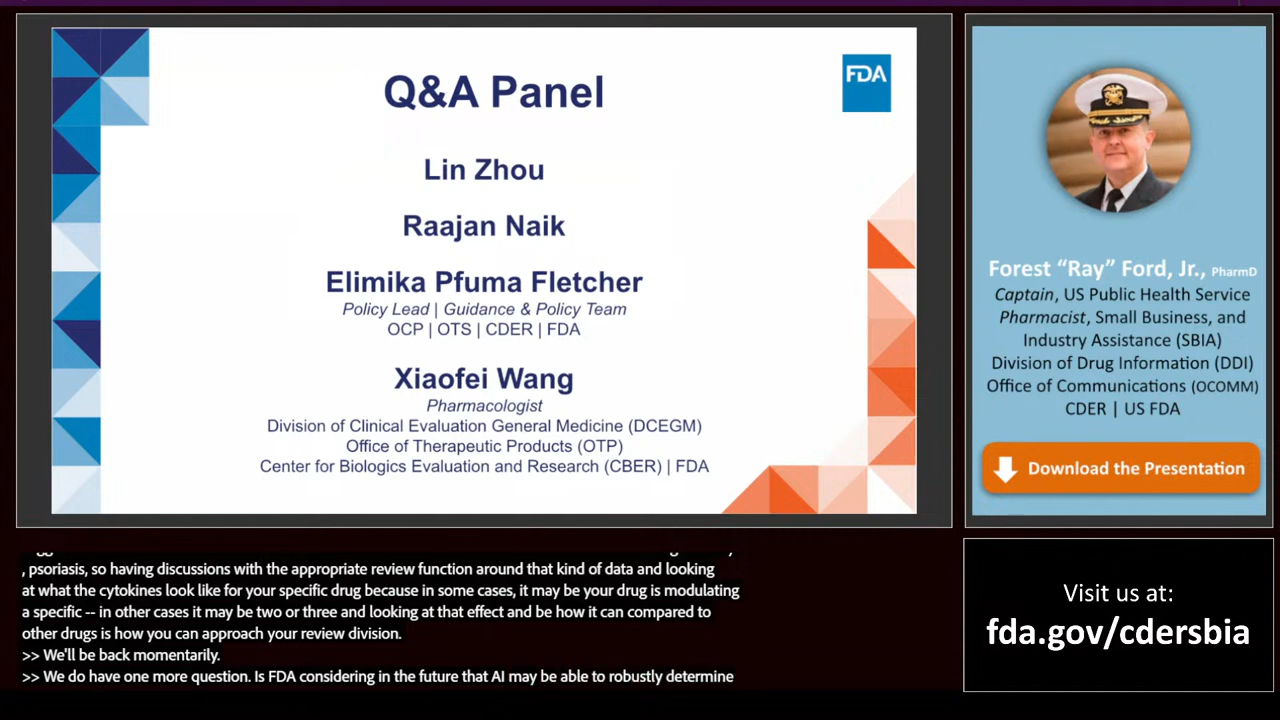 Q&A Panel
FDA
Lin Zhou
Raajan Naik
Elimika Pfuma Fletcher
Policy Lead | Guidance & Policy Team
OCP | OTS | CDER | FDA
Xiaofei Wang
Pharmacologist
Division of Clinical Evaluation General Medicine (DCEGM)
Office of Therapeutic Products (OTP)
Center for Biologics Evaluation and Research (CBER) | FDA
Forest “Ray” Ford, Jr., PharmD
Captain, US Public Health Service
Pharmacist, Small Business, and
Industry Assistance (SBIA)
Division of Drug Information (DDI)
Office of Communications (OCOMM)
CDER | US FDA
Download the Presentation
, psoriasis, so having discussions with the appropriate review function around that kind of data and looking
at what the cytokines look like for your specific drug because in some cases, it may be your drug is modulating
a specific -- in other cases it may be two or three and looking at that effect and be how it can compared to
other drugs is how you can approach your review division.
>> We'll be back momentarily.
>> We do have one more question. Is FDA considering in the future that AI may be able to robustly determine
Visit us at:
fda.gov/cdersbia